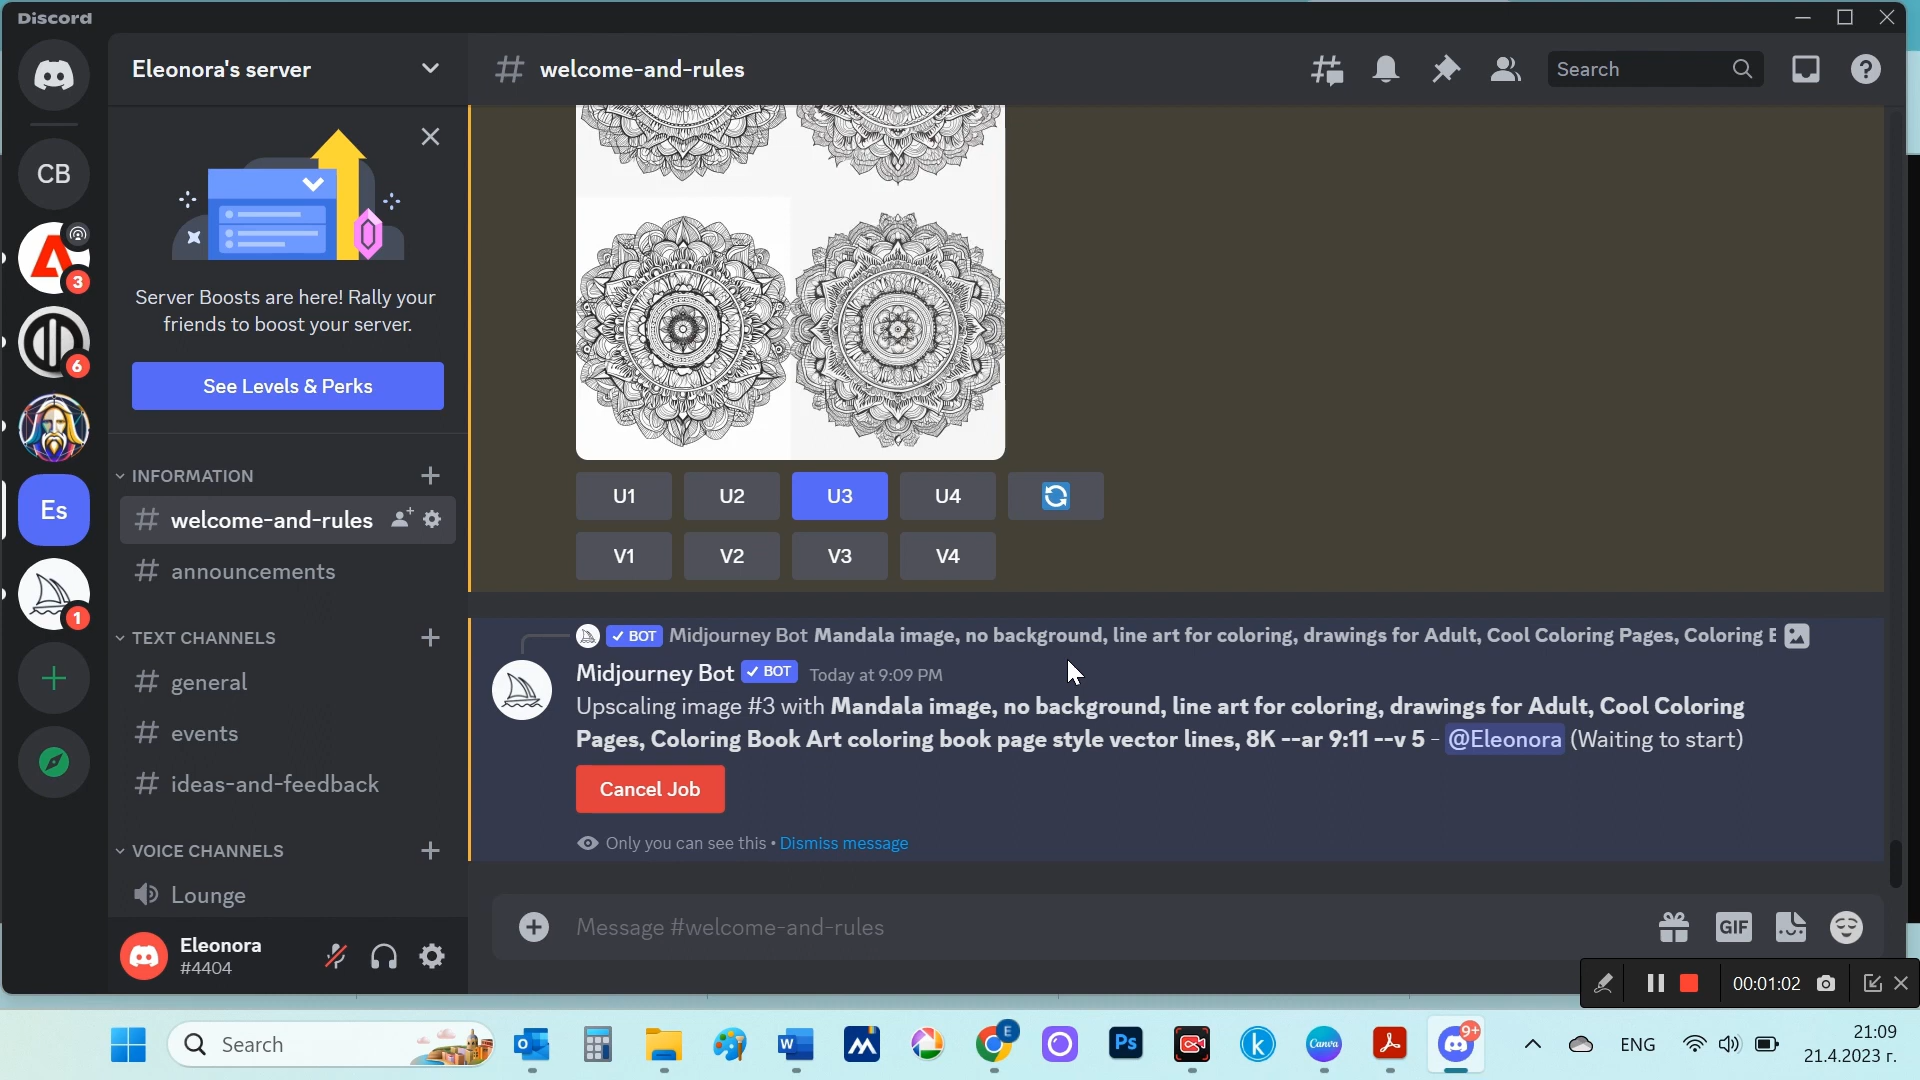 Discord
Eleonora's server
welcome-and-rules
Search
CB
3
6
Es
1
Server Boosts are here! Rally your
friends to boost your server.
See Levels & Perks
INFORMATION
welcome-and-rules
announcements
TEXT CHANNELS
general
events
ideas-and-feedback
VOICE CHANNELS
Lounge
Eleonora
#4404
U1 U2 U3 U4
V1 V2 V3 V4
BOT Midjourney Bot Mandala image, no background, line art for coloring, drawings for Adult, Cool Coloring Pages, Coloring E
Midjourney Bot BOT Today at 9:09 PM
Upscaling image #3 with Mandala image, no background, line art for coloring, drawings for Adult, Cool Coloring
Pages, Coloring Book Art coloring book page style vector lines, 8K --ar 9:11 --v 5 - @Eleonora (Waiting to start)
Cancel Job
Only you can see this • Dismiss message
Message #welcome-and-rules
GIF
00:01:02
Search
O
W
E
Ps
k
Canva
9+
ENG
21:09
21.4.2023 г.